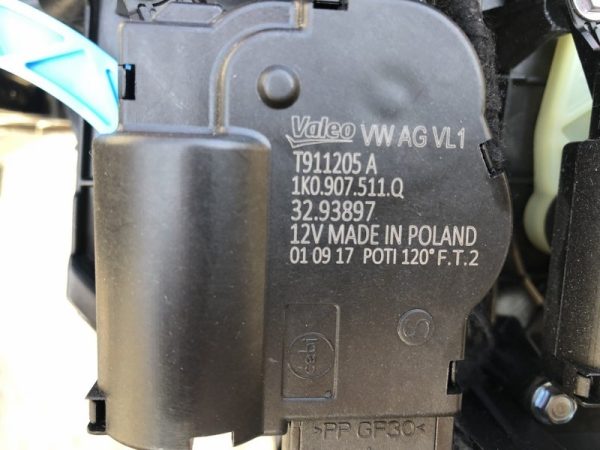 Valeo VW AG VL1
T911205 A
1K0.907.511.Q
32.93897
12V MADE IN POLAND
01 09 17 POTI 120° F.T.2
cebi
S
>PP GF30<